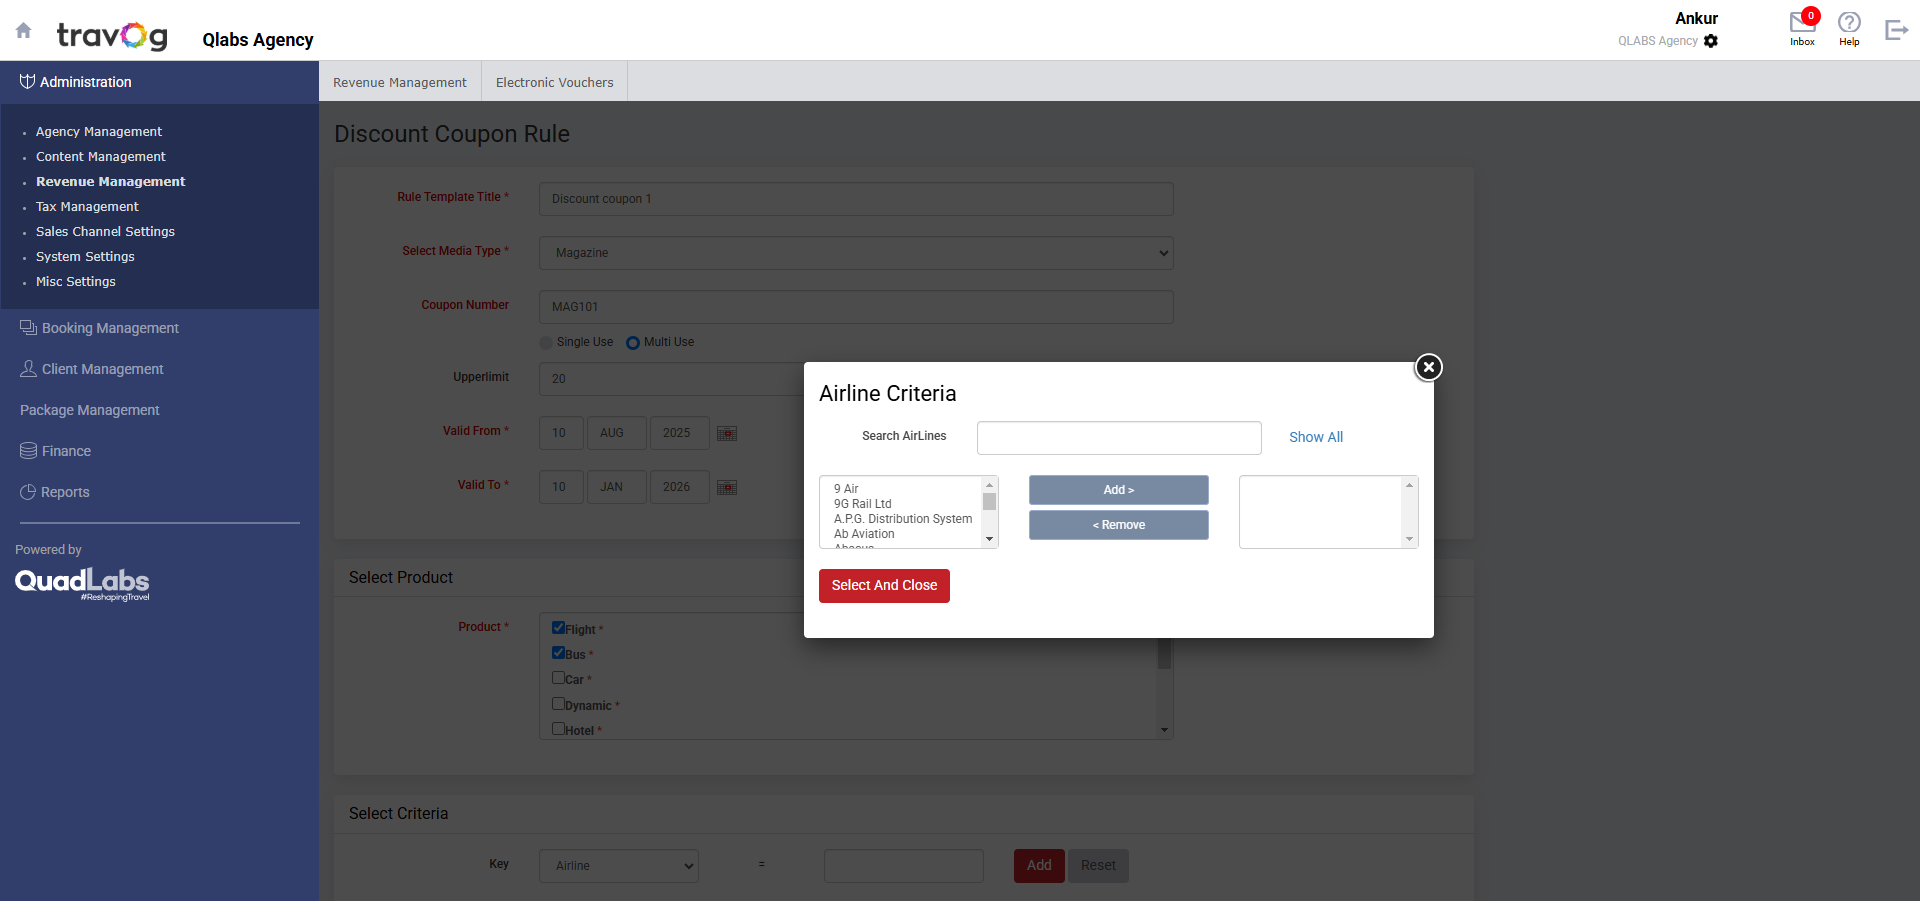 travog
Qlabs Agency
Ankur
QLABS Agency
0
Inbox
Help
Administration
Agency Management
Content Management
Revenue Management
Tax Management
Sales Channel Settings
System Settings
Misc Settings
Booking Management
Client Management
Package Management
Finance
Reports
Powered by
QuadLabs
#ReshapingTravel
Revenue Management
Electronic Vouchers
Discount Coupon Rule
Rule Template Title *
Discount coupon 1
Select Media Type *
Magazine
Coupon Number
MAG101
Single Use
Multi Use
Upperlimit
20
Valid From *
10
AUG
2025
Valid To *
10
JAN
2026
Select Product
Product *
Flight *
Bus *
Car *
Dynamic *
Hotel *
Select Criteria
Key
Airline
=
Add
Reset
Airline Criteria
Search AirLines
Show All
9 Air
9G Rail Ltd
A.P.G. Distribution System
Ab Aviation
Abacus
Add >
< Remove
Select And Close